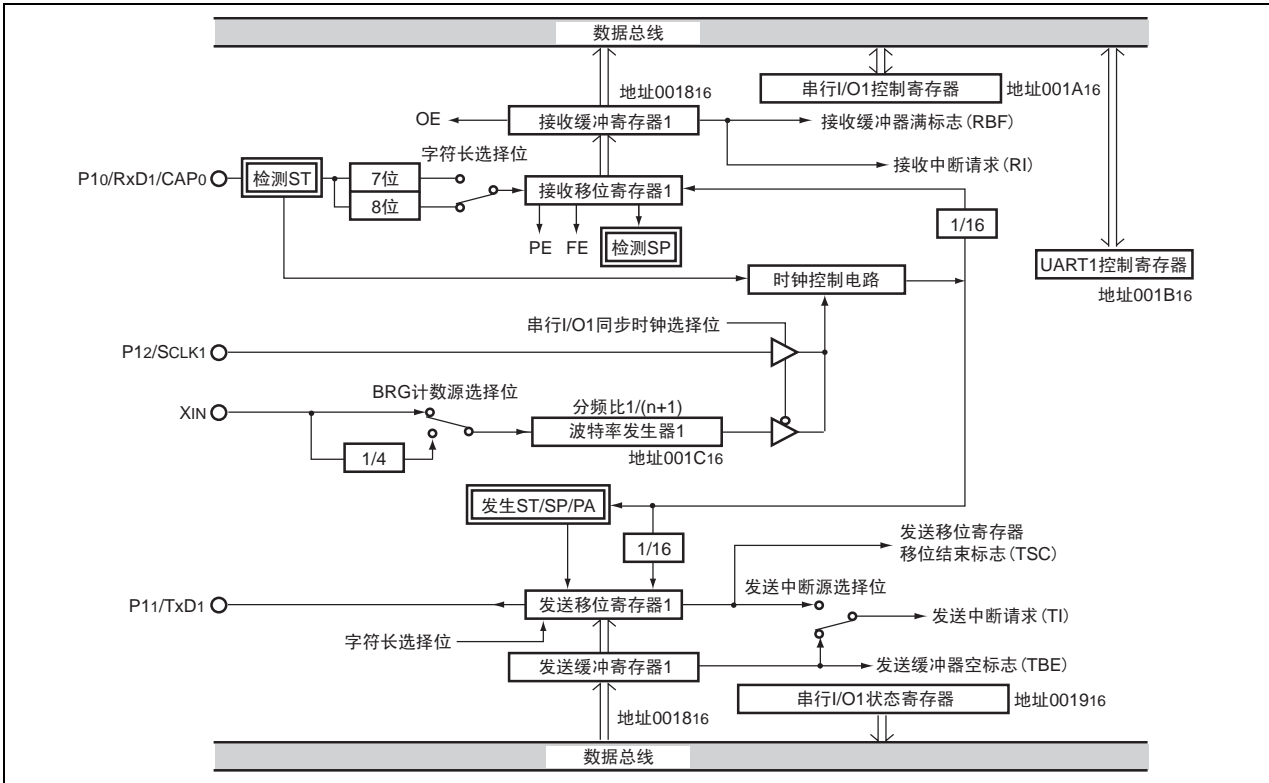 数据总线
地址001816
串行I/O1控制寄存器
地址001A16
OE
接收缓冲寄存器1
接收缓冲器满标志(RBF)
字符长选择位
接收中断请求(RI)
P10/RxD1/CAP0
检测ST
7位
8位
接收移位寄存器1
1/16
PE
FE
检测SP
UART1控制寄存器
地址001B16
时钟控制电路
串行I/O1同步时钟选择位
P12/SCLK1
BRG计数源选择位
XIN
分频比1/(n+1)
波特率发生器1
1/4
地址001C16
发生ST/SP/PA
1/16
发送移位寄存器
移位结束标志(TSC)
发送中断源选择位
P11/TxD1
发送移位寄存器1
发送中断请求(TI)
字符长选择位
发送缓冲寄存器1
发送缓冲器空标志(TBE)
串行I/O1状态寄存器
地址001916
地址001816
数据总线